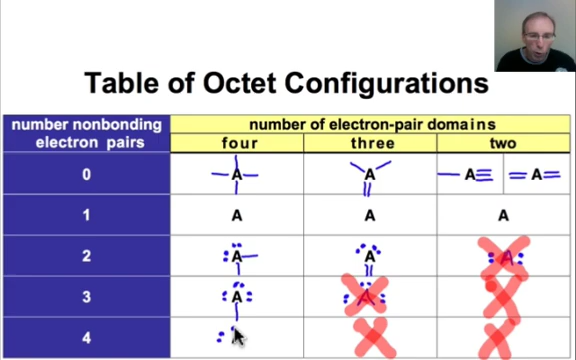 Table of Octet Configurations
number nonbonding electron pairs
number of electron-pair domains
four three two
0 A A A A
1 A A A
2 A A A
3 A A
4